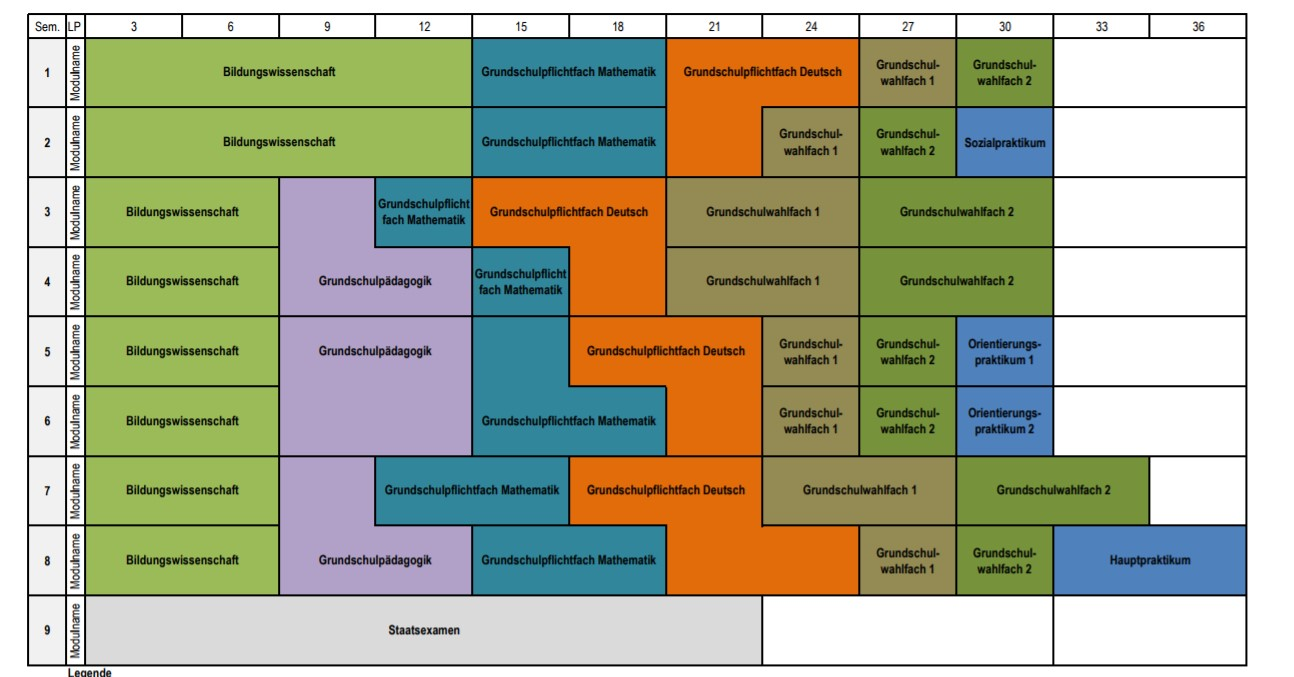 Sem. LP 3 6 9 12 15 18 21 24 27 30 33 36
1 Modulname Bildungswissenschaft Grundschulpflichtfach Mathematik Grundschulpflichtfach Deutsch Grundschul-
wahlfach 1 Grundschul-
wahlfach 2
2 Modulname Bildungswissenschaft Grundschulpflichtfach Mathematik Grundschul-
wahlfach 1 Grundschul-
wahlfach 2 Sozialpraktikum
3 Modulname Bildungswissenschaft Grundschulpflicht
fach Mathematik Grundschulpflichtfach Deutsch Grundschulwahlfach 1 Grundschulwahlfach 2
4 Modulname Bildungswissenschaft Grundschulpädagogik Grundschulpflicht
fach Mathematik Grundschulwahlfach 1 Grundschulwahlfach 2
5 Modulname Bildungswissenschaft Grundschulpädagogik Grundschulpflichtfach Deutsch Grundschul-
wahlfach 1 Grundschul-
wahlfach 2 Orientierungs-
praktikum 1
6 Modulname Bildungswissenschaft Grundschulpflichtfach Mathematik Grundschul-
wahlfach 1 Grundschul-
wahlfach 2 Orientierungs-
praktikum 2
7 Modulname Bildungswissenschaft Grundschulpflichtfach Mathematik Grundschulpflichtfach Deutsch Grundschulwahlfach 1 Grundschulwahlfach 2
8 Modulname Bildungswissenschaft Grundschulpädagogik Grundschulpflichtfach Mathematik Grundschul-
wahlfach 1 Grundschul-
wahlfach 2 Hauptpraktikum
9 Modulname Staatsexamen
Legende